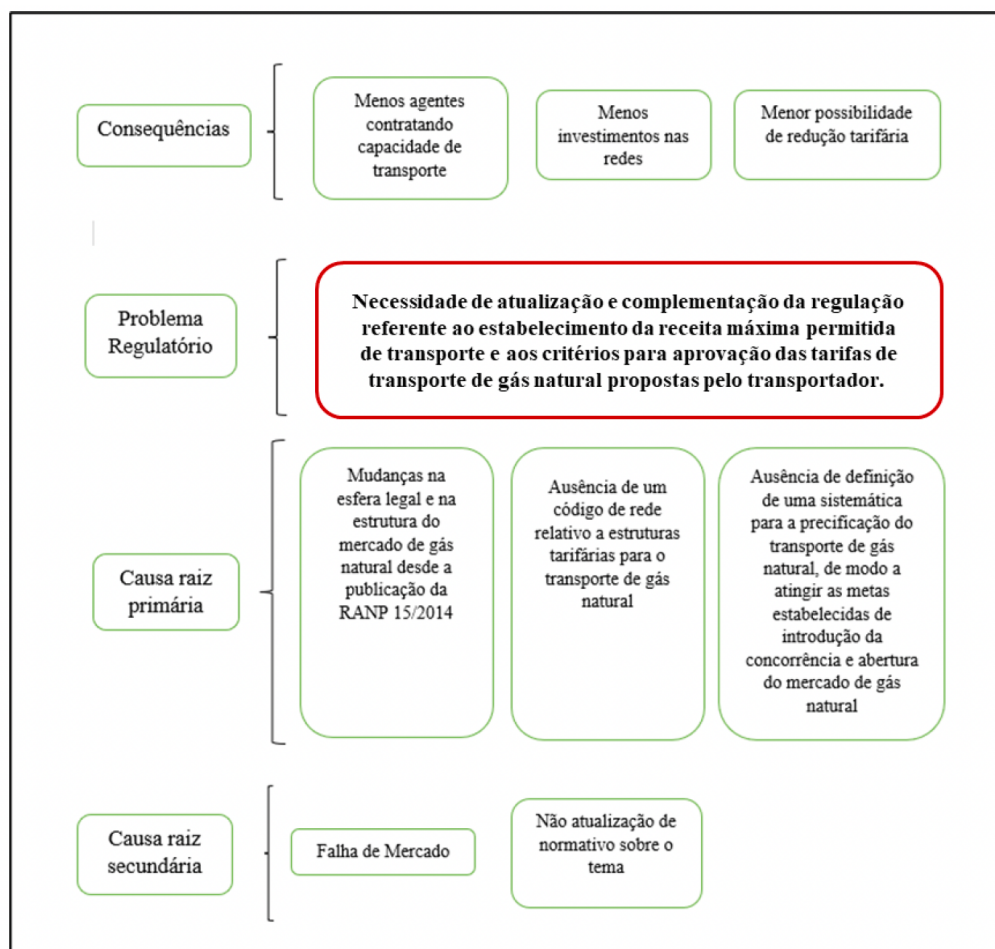 Consequências
Menos agentes
contratando
capacidade de
transporte
Menos
investimentos nas
redes
Menor possibilidade
de redução tarifária
Problema
Regulatório
Necessidade de atualização e complementação da regulação
referente ao estabelecimento da receita máxima permitida
de transporte e aos critérios para aprovação das tarifas de
transporte de gás natural propostas pelo transportador.
Causa raiz
primária
Mudanças na
esfera legal e na
estrutura do
mercado de gás
natural desde a
publicação da
RANP 15/2014
Ausência de um
código de rede
relativo a estruturas
tarifárias para o
transporte de gás
natural
Ausência de definição
de uma sistemática
para a precificação do
transporte de gás
natural, de modo a
atingir as metas
estabelecidas de
introdução da
concorrência e abertura
do mercado de gás
natural
Causa raiz
secundária
Falha de Mercado
Não atualização de
normativo sobre o
tema